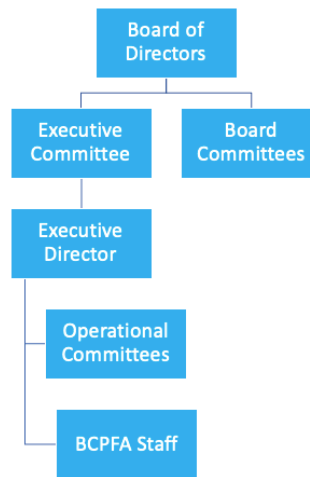 Board of
Directors
Executive
Committee
Board
Committees
Executive
Director
Operational
Committees
BCPFA Staff